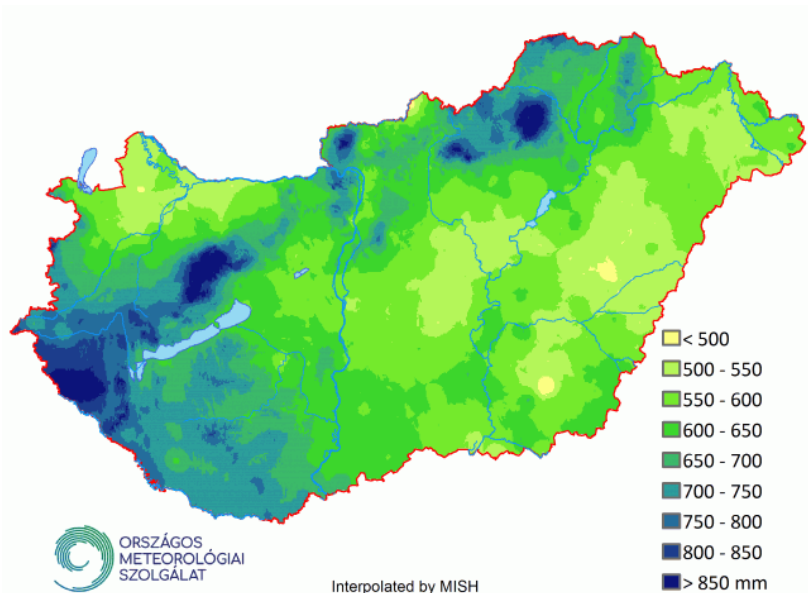 < 500
500 - 550
550 - 600
600 - 650
650 - 700
700 - 750
750 - 800
800 - 850
> 850 mm
ORSZÁGOS
METEOROLÓGIAI
SZOLGÁLAT
Interpolated by MISH